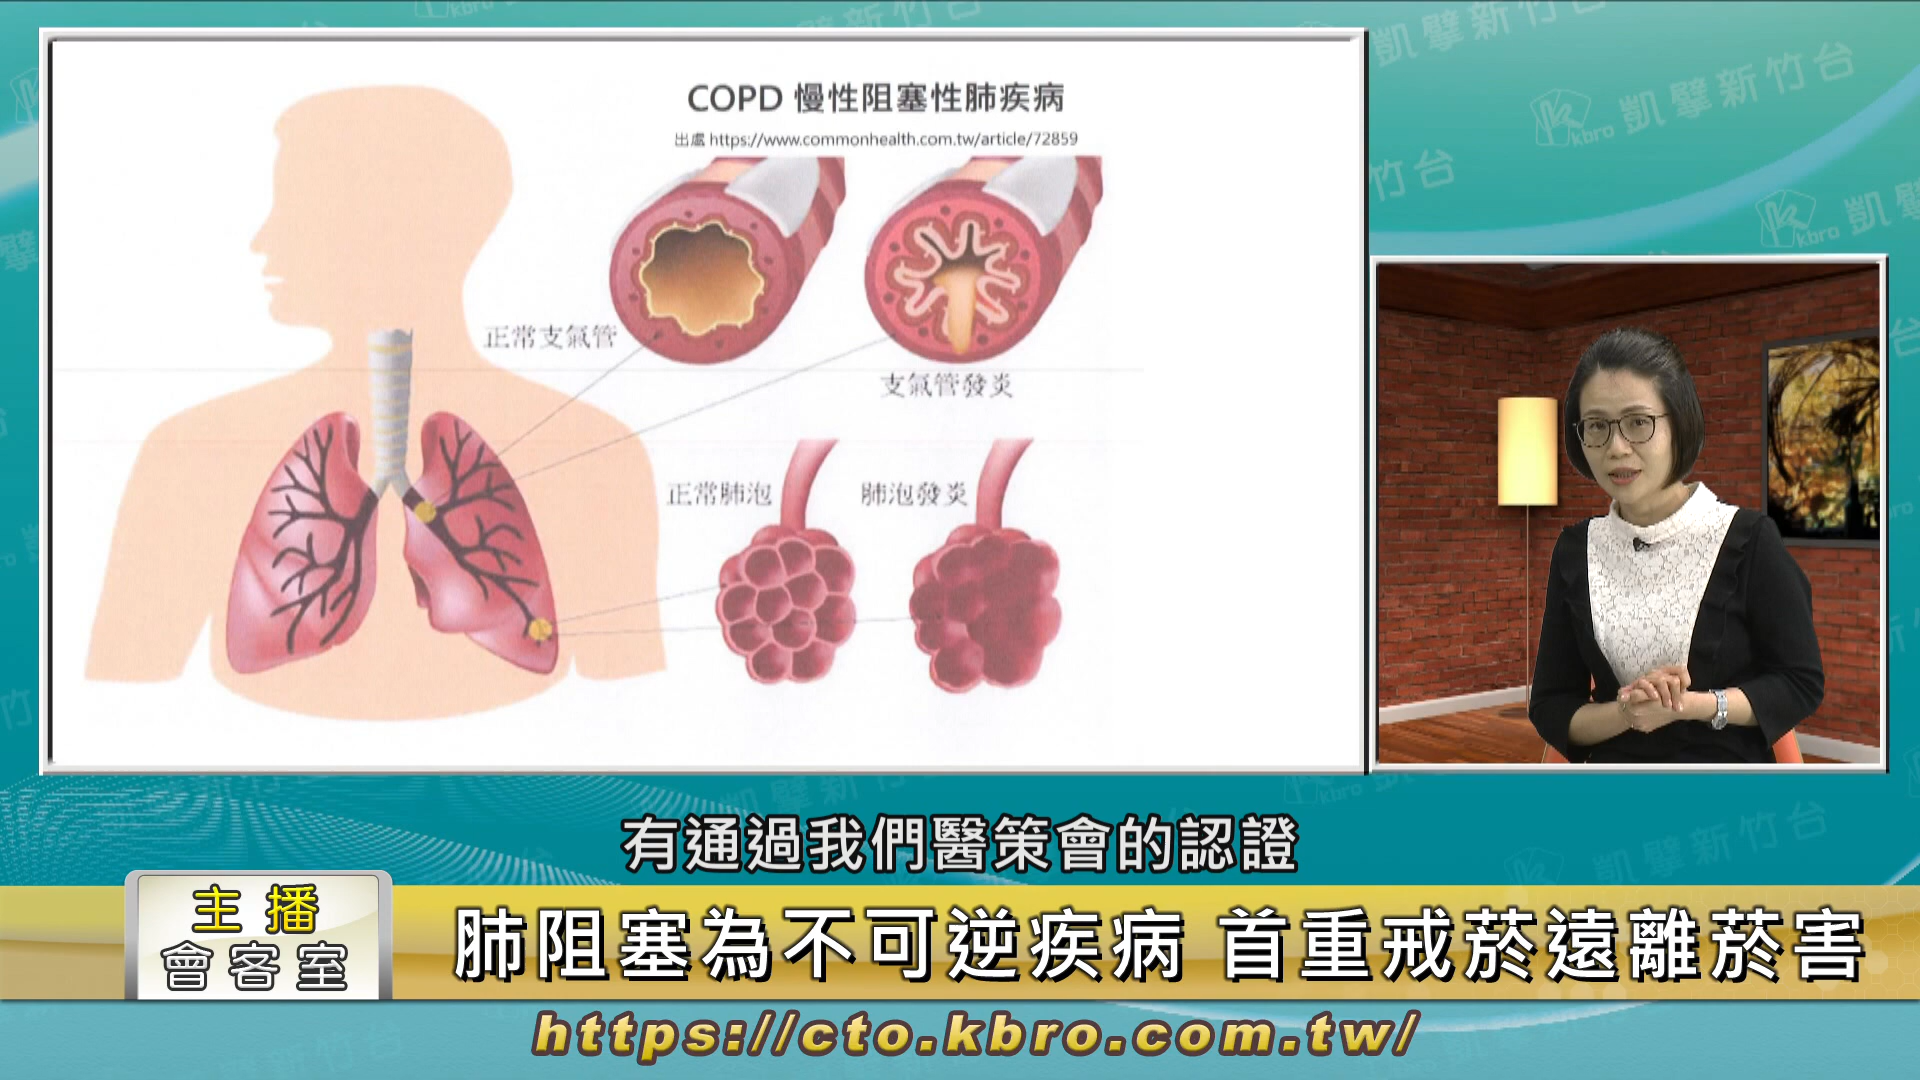 COPD 慢性阻塞性肺疾病
出處 https://www.commonhealth.com.tw/article/72859
正常支氣管
支氣管發炎
正常肺泡
肺泡發炎
kbro 凱擘新竹台
有通過我們醫策會的認證
主播
會客室
肺阻塞為不可逆疾病 首重戒菸遠離菸害
https://cto.kbro.com.tw/